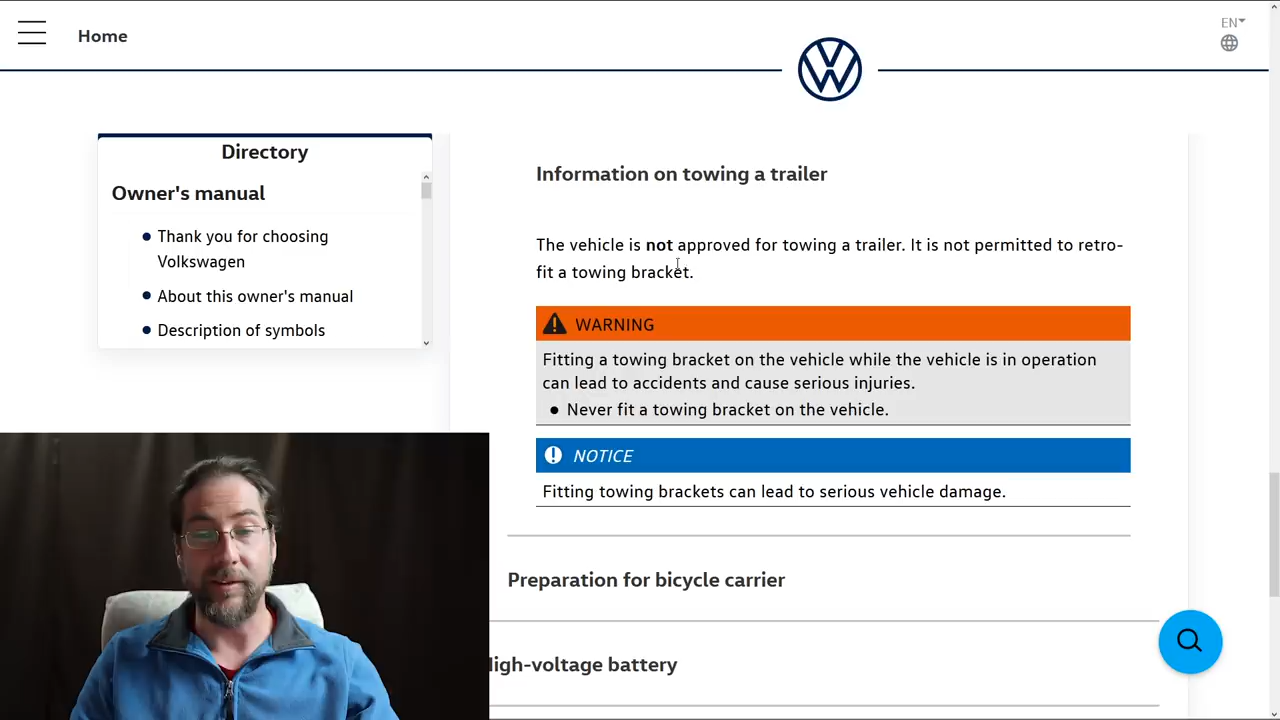 Home
EN
Directory
Owner's manual
Thank you for choosing
Volkswagen
About this owner's manual
Description of symbols
Information on towing a trailer
The vehicle is not approved for towing a trailer. It is not permitted to retro-
fit a towing bracket.
WARNING
Fitting a towing bracket on the vehicle while the vehicle is in operation
can lead to accidents and cause serious injuries.
● Never fit a towing bracket on the vehicle.
NOTICE
Fitting towing brackets can lead to serious vehicle damage.
Preparation for bicycle carrier
High-voltage battery